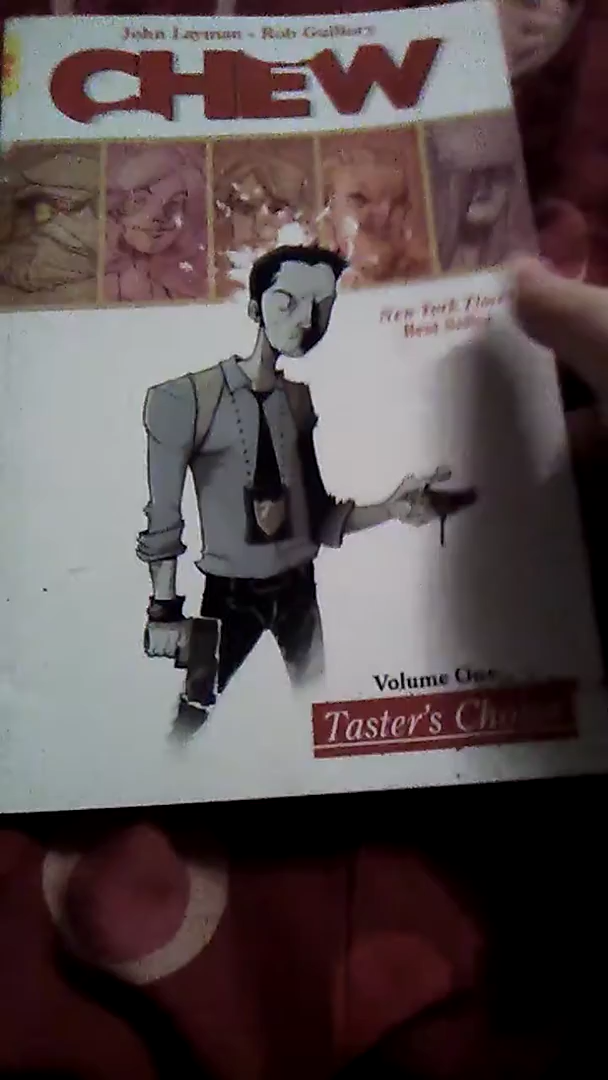 John Layman - Rob Guillory
CHEW
New York Times
Best Seller
Volume One
Taster's Choice